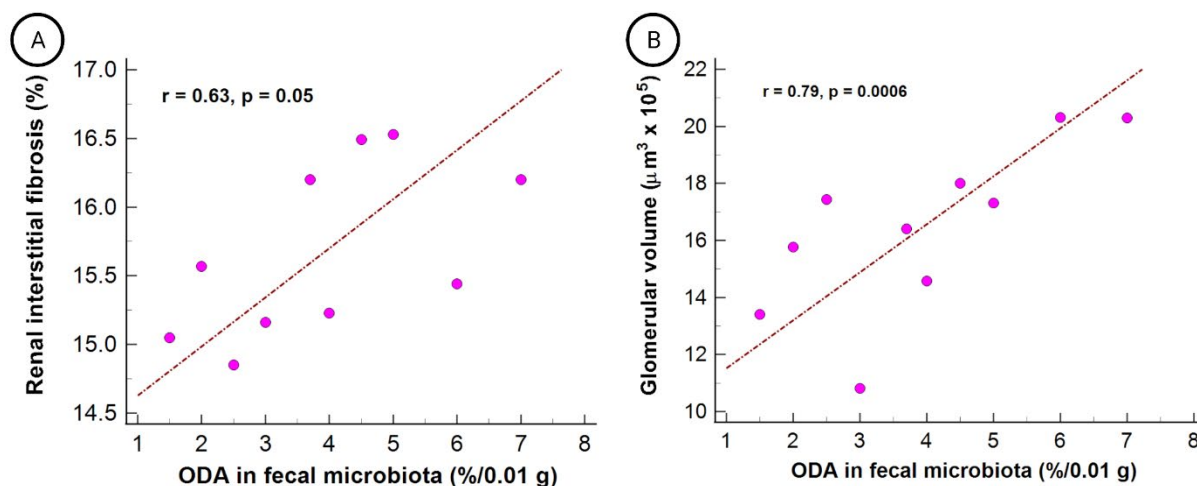 A
Renal interstitial fibrosis (%)
17.0
16.5
16.0
15.5
15.0
14.5
r = 0.63, p = 0.05
1 2 3 4 5 6 7 8
ODA in fecal microbiota (%/0.01 g)
B
Glomerular volume (μm³ x 10⁵)
22
20
18
16
14
12
10
r = 0.79, p = 0.0006
1 2 3 4 5 6 7 8
ODA in fecal microbiota (%/0.01 g)